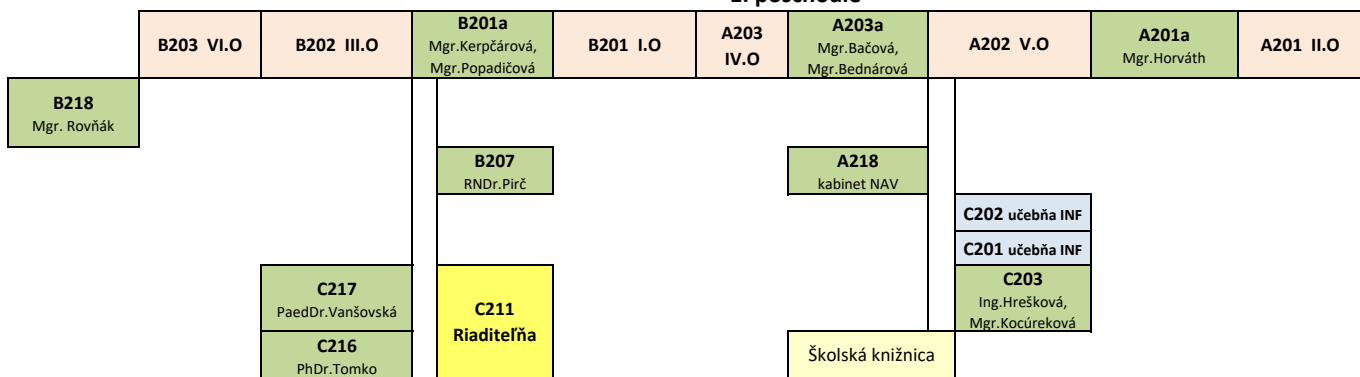 B203 VI.O
B202 III.O
B201a
Mgr.Kerpčárová,
Mgr.Popadičová
B201 I.O
A203
IV.O
A203a
Mgr.Bačová,
Mgr.Bednárová
A202 V.O
A201a
Mgr.Horváth
A201 II.O
B218
Mgr. Rovňák
B207
RNDr.Pirč
A218
kabinet NAV
C202 učebňa INF
C201 učebňa INF
C217
PaedDr.Vanšovská
C211
Riaditeľňa
C203
Ing.Hrešková,
Mgr.Kocúreková
C216
PhDr.Tomko
Školská knižnica